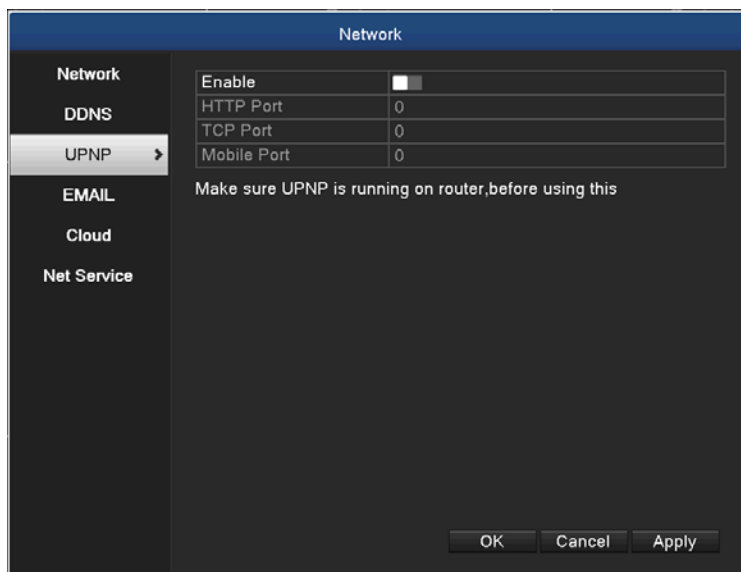 Network
Network
DDNS
UPNP
EMAIL
Cloud
Net Service
Enable
HTTP Port 0
TCP Port 0
Mobile Port 0
Make sure UPNP is running on router,before using this
OK Cancel Apply